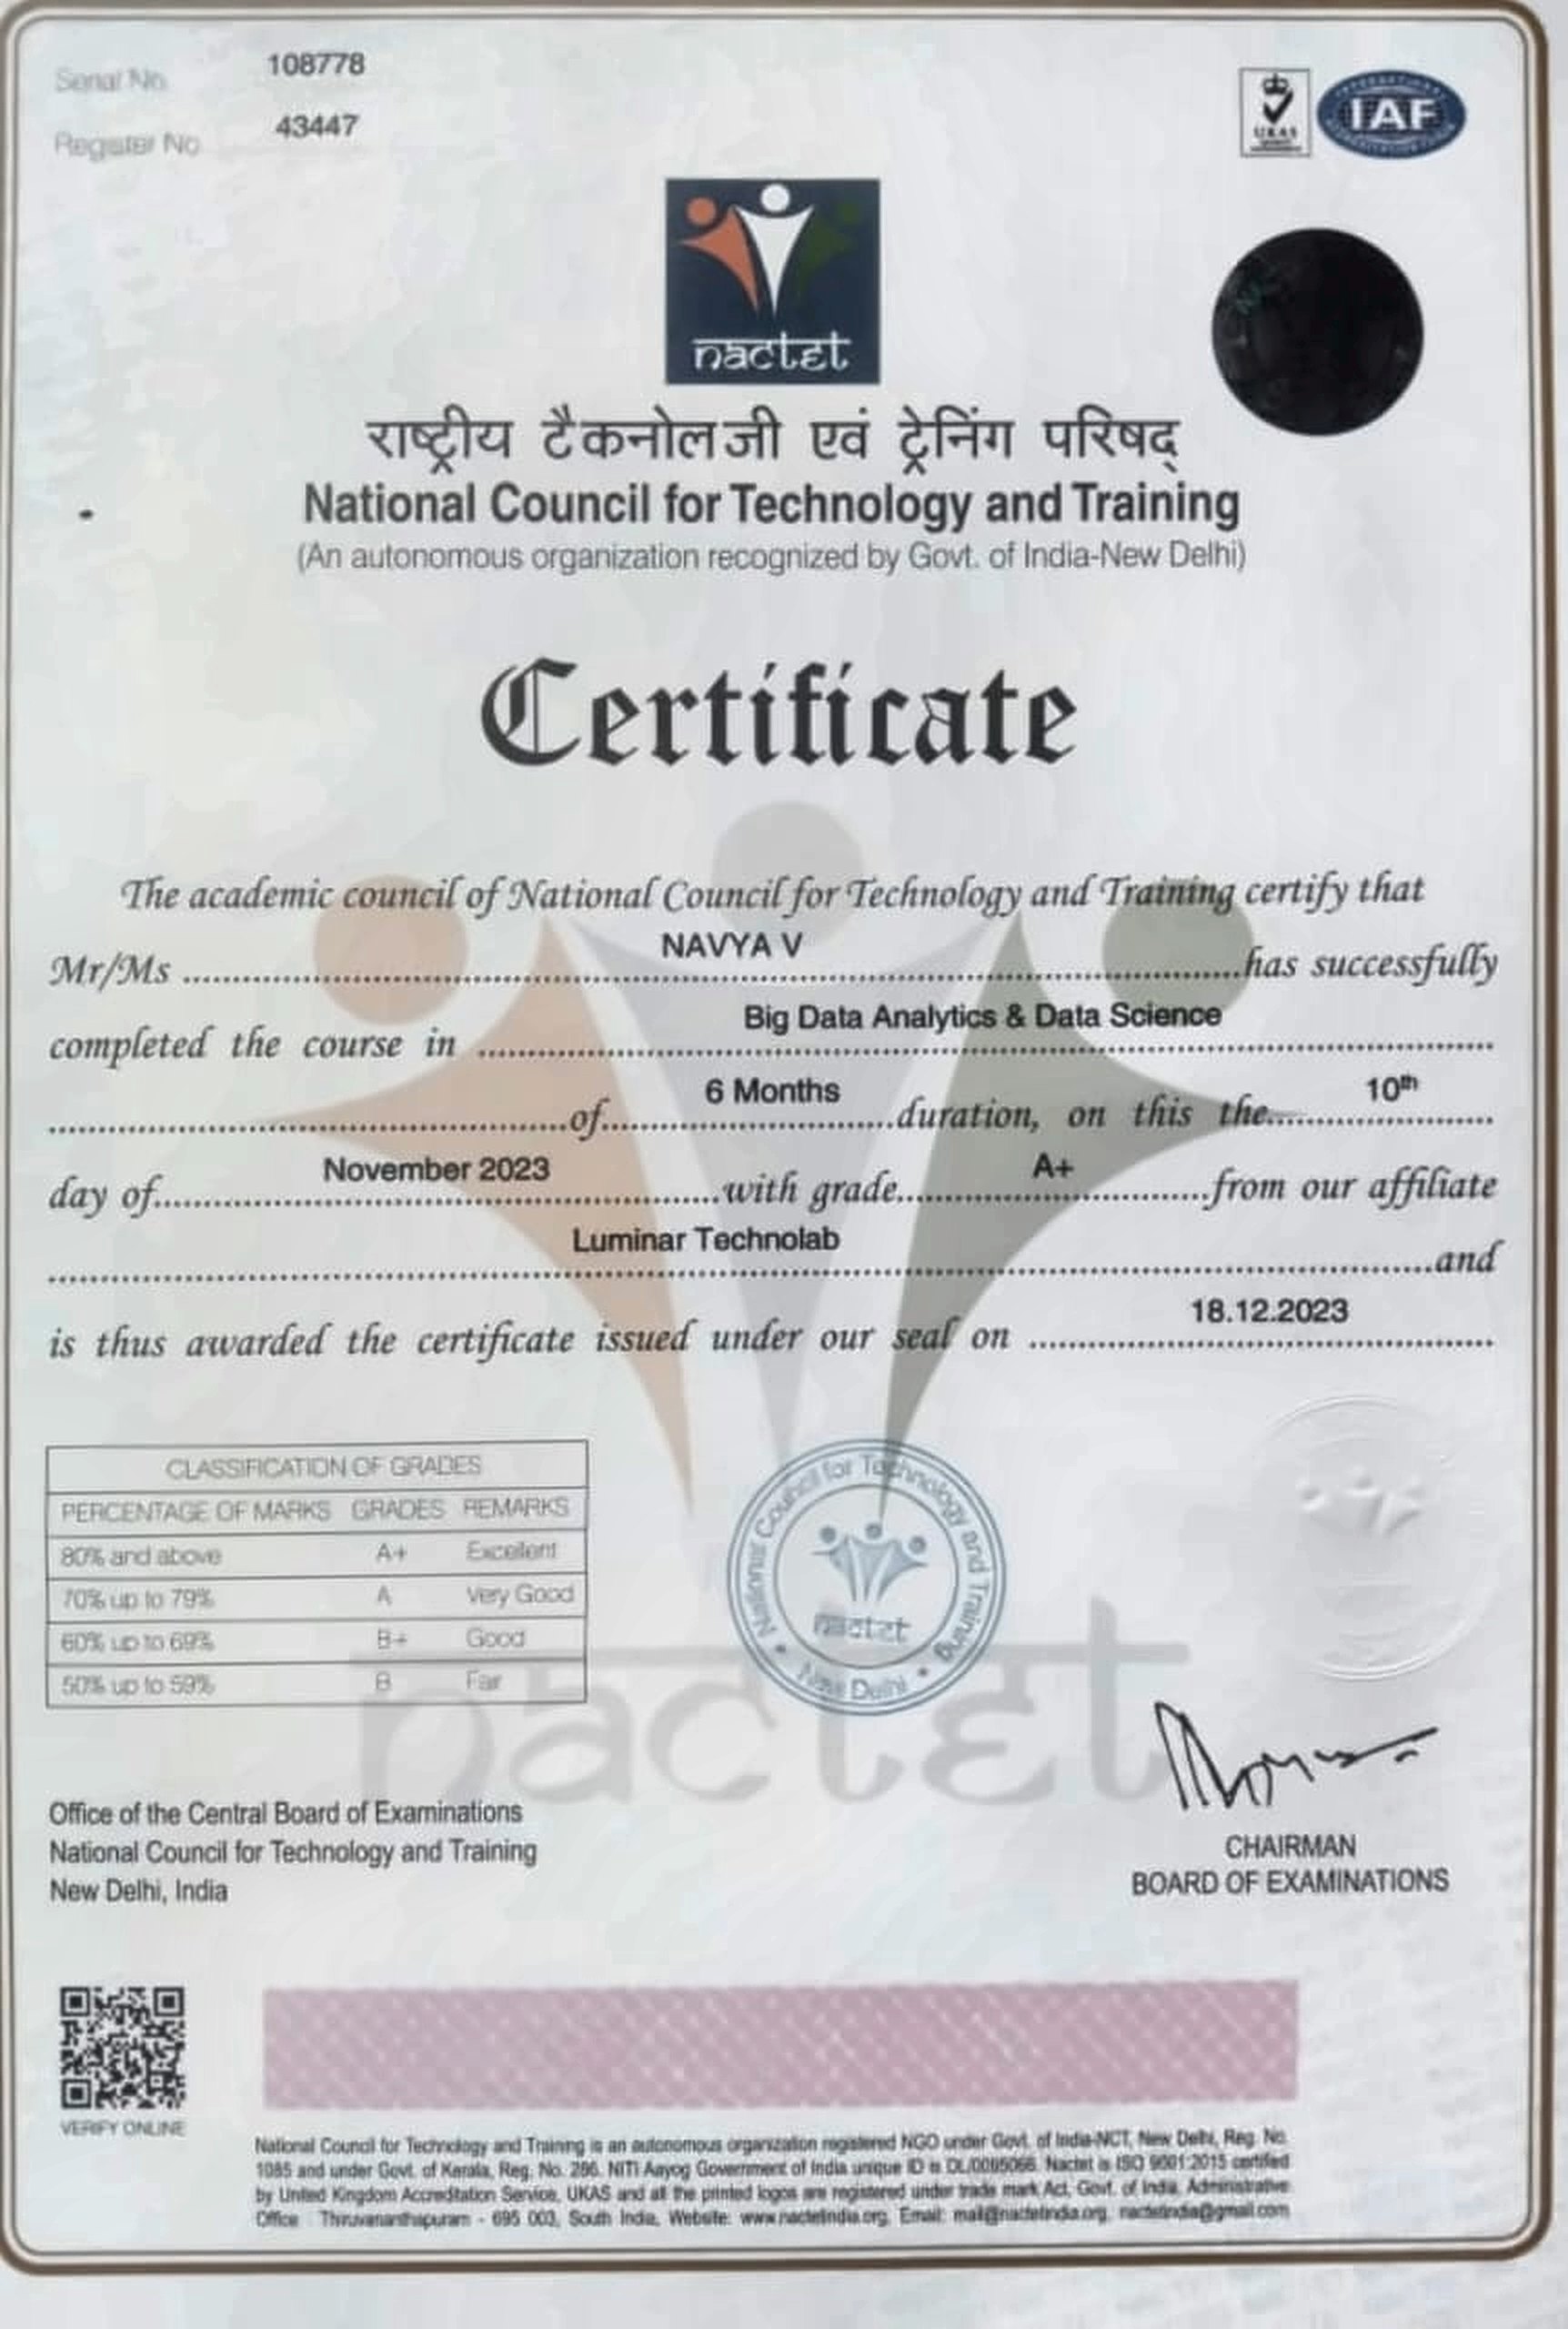 Serial No. 108778
Register No. 43447
UKAS
IAF
nactet
राष्ट्रीय टैकनोलजी एवं ट्रेनिंग परिषद्
National Council for Technology and Training
(An autonomous organization recognized by Govt. of India-New Delhi)
Certificate
The academic council of National Council for Technology and Training certify that
Mr/Ms NAVYA V has successfully
completed the course in Big Data Analytics & Data Science
of 6 Months duration, on this the 10th
day of November 2023 with grade A+ from our affiliate
Luminar Technolab and
is thus awarded the certificate issued under our seal on 18.12.2023
CLASSIFICATION OF GRADES
PERCENTAGE OF MARKS GRADES REMARKS
80% and above A+ Excellent
70% up to 79% A Very Good
60% up to 69% B+ Good
50% up to 59% B Fair
National Council for Technology and Training
nactet
New Delhi
nactet
Office of the Central Board of Examinations
National Council for Technology and Training
New Delhi, India
CHAIRMAN
BOARD OF EXAMINATIONS
VERIFY ONLINE
National Council for Technology and Training is an autonomous organization registered NGO under Govt. of India-NCT, New Delhi, Reg. No.
1085 and under Govt. of Kerala, Reg. No. 286. NITI Aayog Government of India unique ID is Nactet is ISO 9001:2015 certified
by United Kingdom Accreditation Service, UKAS and all the printed logos are registered under trade mark Act, Govt. of India. Administrative
Office : Thiruvananthapuram - 695 003, South India, Website: www.nactetindia.org, Email: mail@nactetindia.org, nactetindia@gmail.com